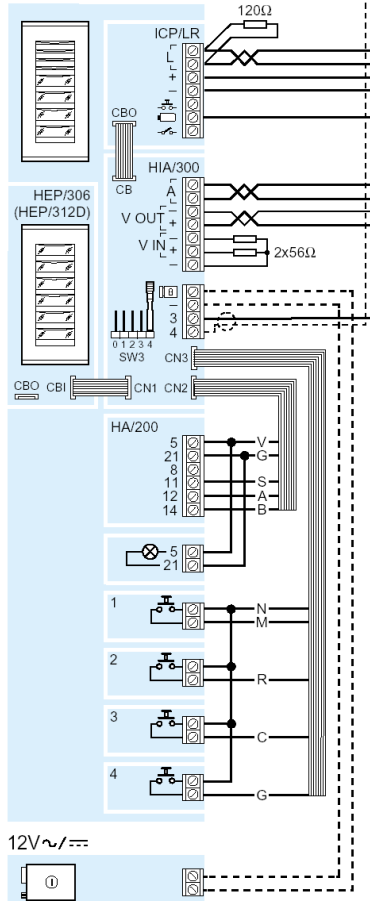 120Ω
ICP/LR
L
+
–
CBO
CB
HIA/300
A
–
V OUT
+
V IN
+
–
2x56Ω
HEP/306
(HEP/312D)
–
3
4
0 1 2 3 4
SW3
CN3
CBO CBI CN1 CN2
HA/200
5 V
21 G
8
11 S
12 A
14 B
5
21
1 N
M
2
R
3
C
4
G
12V~/⎓